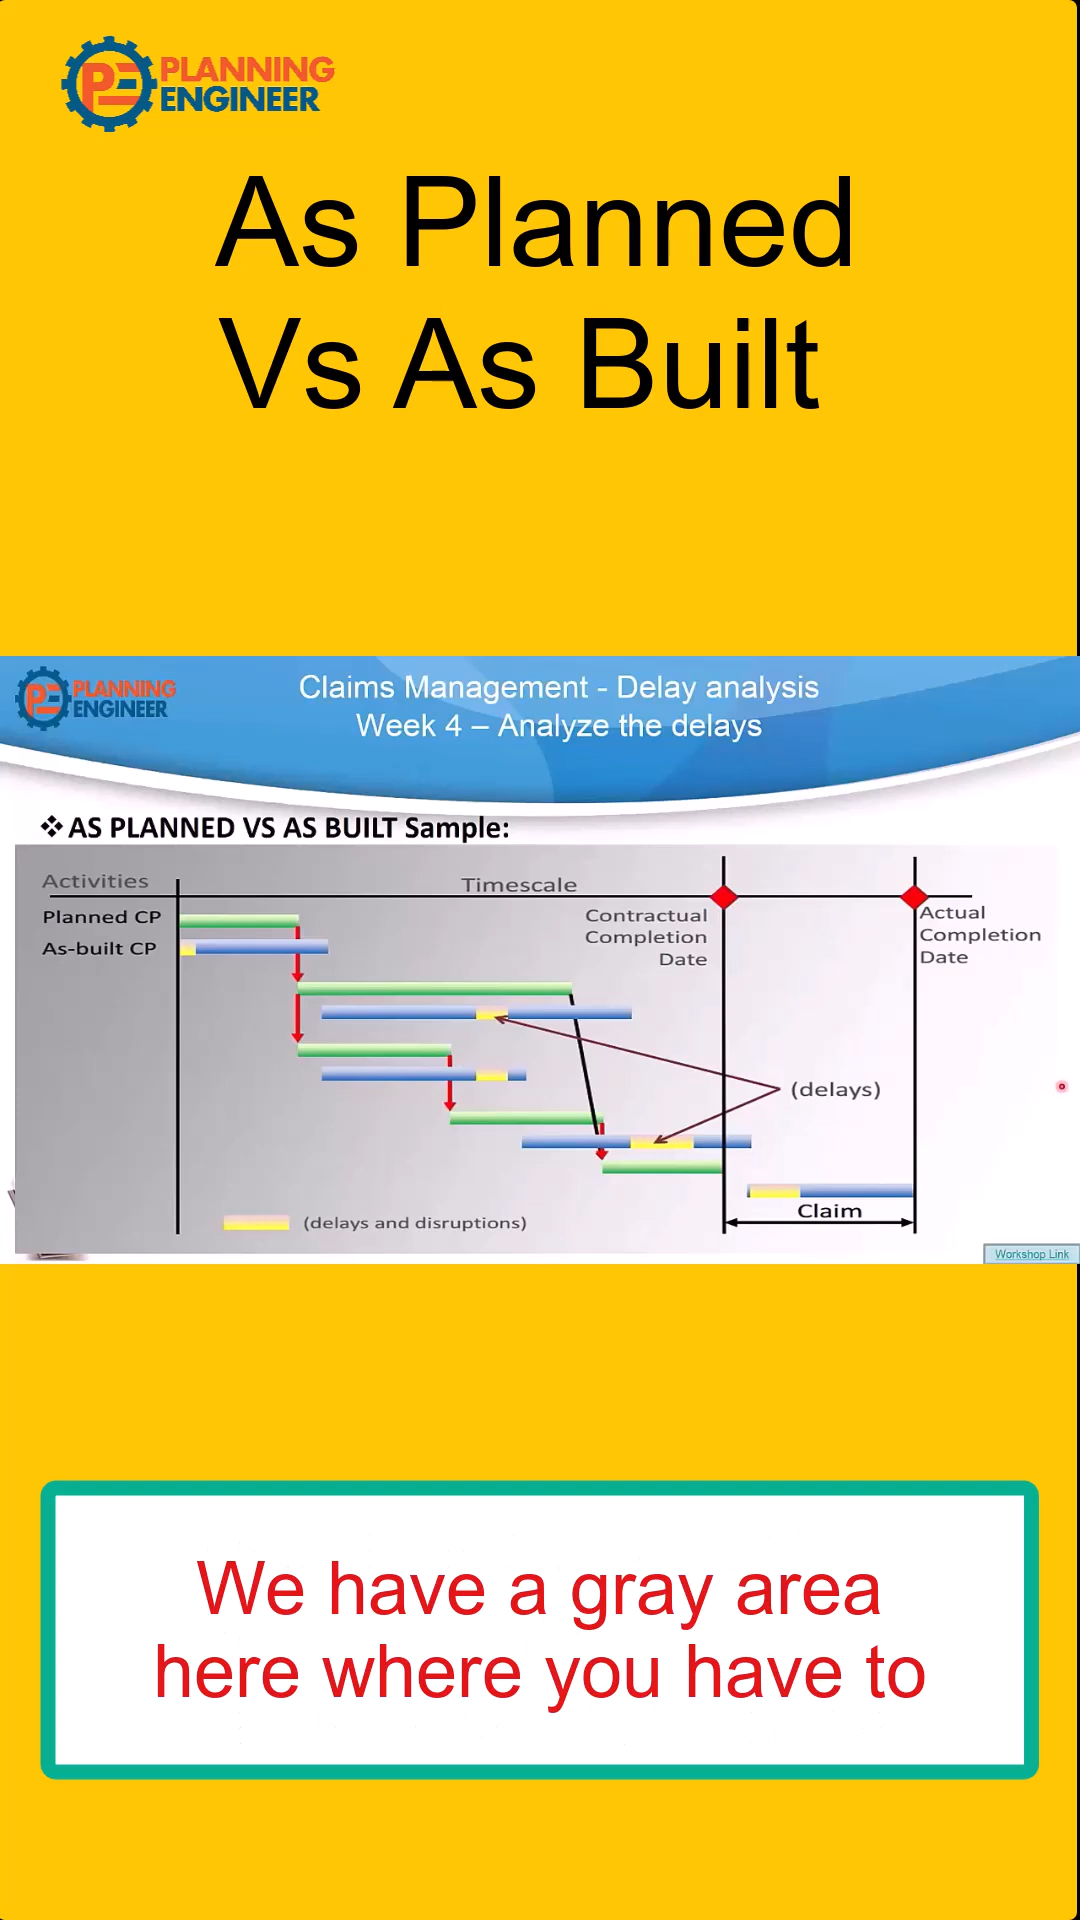 PLANNING
ENGINEER
As Planned
Vs As Built
PLANNING
ENGINEER
Claims Management - Delay analysis
Week 4 – Analyze the delays
❖ AS PLANNED VS AS BUILT Sample:
Activities
Timescale
Planned CP
As-built CP
Contractual
Completion
Date
Actual
Completion
Date
(delays)
Claim
(delays and disruptions)
Workshop Link
We have a gray area
here where you have to